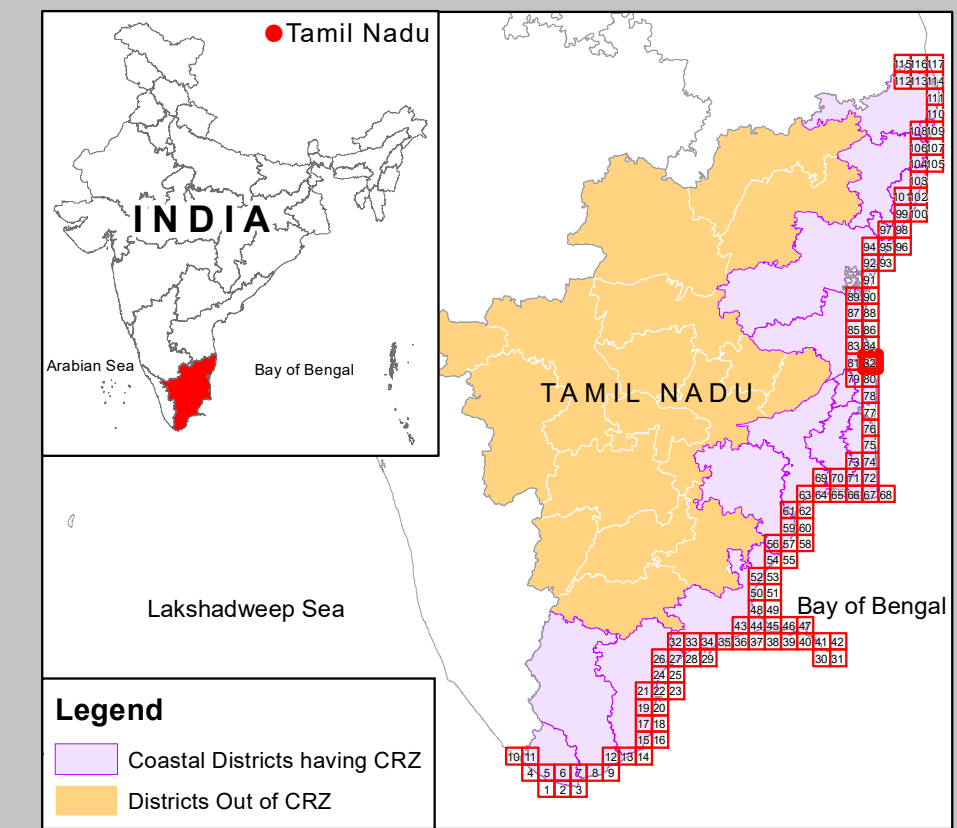 Tamil Nadu
INDIA
Arabian Sea
Bay of Bengal
115 116 117
112 113 114
111
110
108 109
106 107
104 105
103
101 102
99 100
97 98
94 95 96
92 93
91
89 90
87 88
85 86
83 84
81 82
79 80
TAMIL NADU
78
77
76
75
73 74
69 70 71 72
63 64 65 66 67 68
61 62
59 60
56 57 58
54 55
52 53
50 51
Lakshadweep Sea
48 49
Bay of Bengal
43 44 45 46 47
32 33 34 35 36 37 38 39 40 41 42
26 27 28 29
30 31
24 25
21 22 23
19 20
17 18
15 16
10 11
12 13 14
4 5 6 7 8 9
1 2 3
Legend
Coastal Districts having CRZ
Districts Out of CRZ